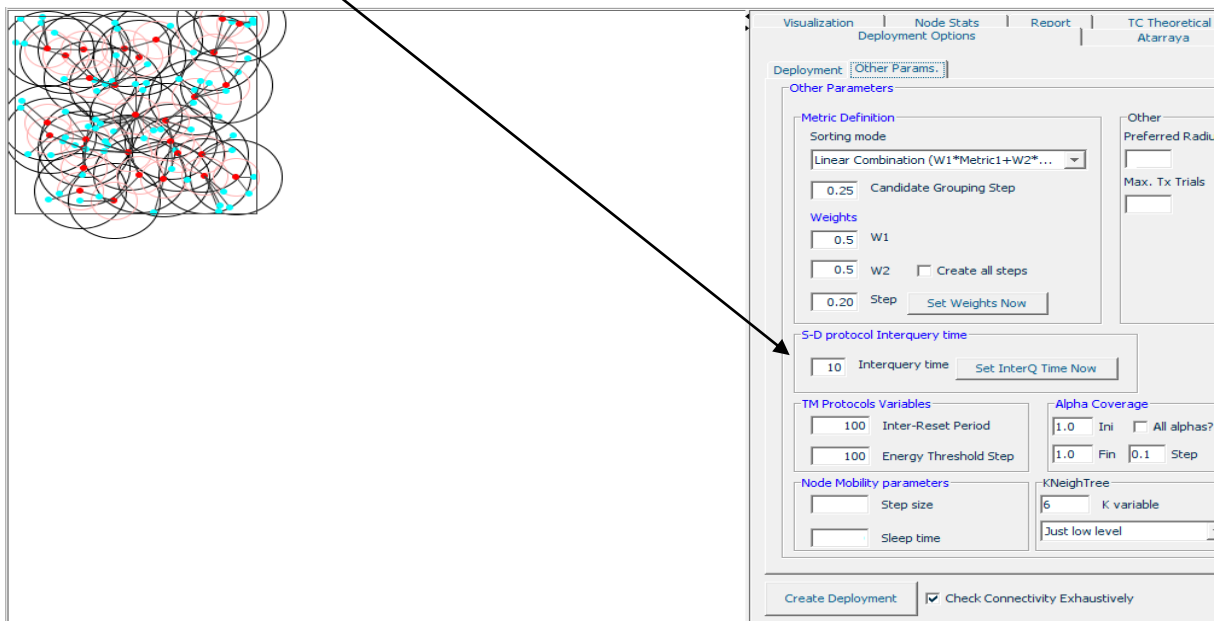 Visualization Node Stats Report TC Theoretical
Deployment Options Atarraya
Deployment Other Params.
Other Parameters
Metric Definition
Sorting mode
Linear Combination (W1*Metric1+W2*...
0.25 Candidate Grouping Step
Weights
0.5 W1
0.5 W2 Create all steps
0.20 Step Set Weights Now
Other
Preferred Radiu
Max. Tx Trials
S-D protocol Interquery time
10 Interquery time Set InterQ Time Now
TM Protocols Variables
100 Inter-Reset Period
100 Energy Threshold Step
Alpha Coverage
1.0 Ini All alphas?
1.0 Fin 0.1 Step
Node Mobility parameters
Step size
Sleep time
KNeighTree
6 K variable
Just low level
Create Deployment Check Connectivity Exhaustively